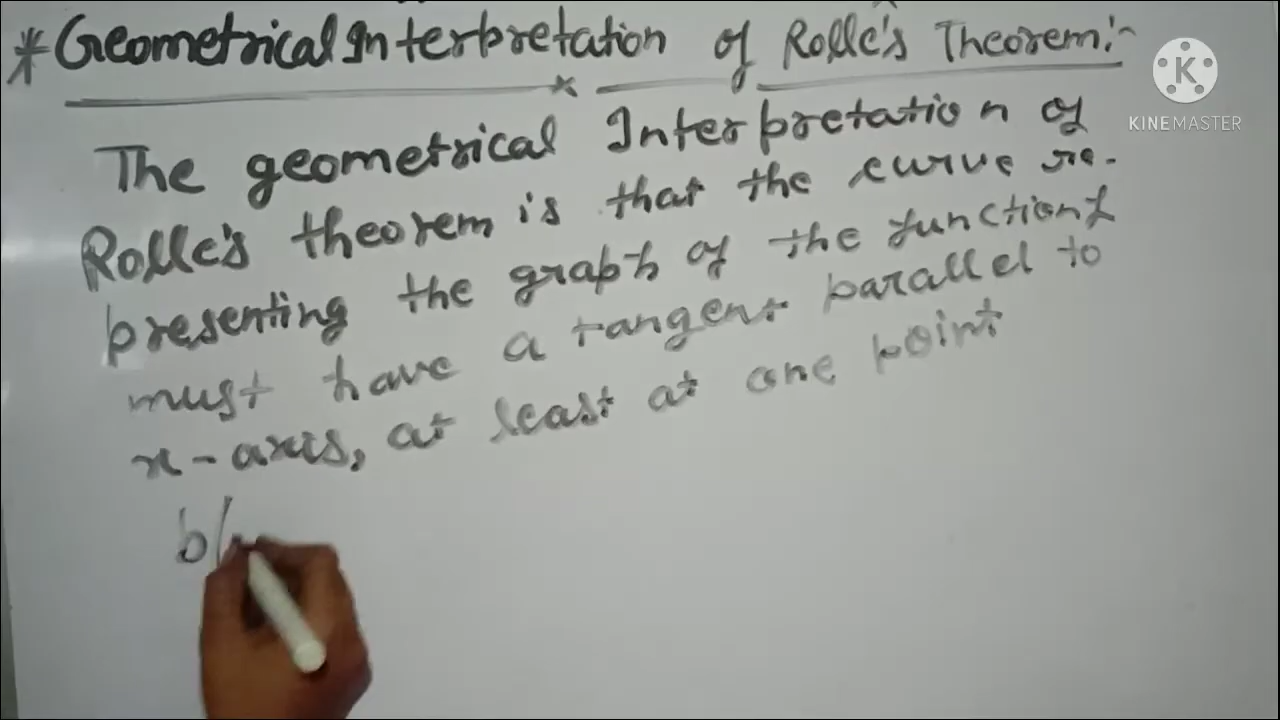 * Geometrical Interpretation of Rolle's Theorem:-
The geometrical Interpretation of
Rolle's theorem is that the curve re-
presenting the graph of the function f
must have a tangent parallel to
x-axis, at least at one point
b/
K
KINEMASTER